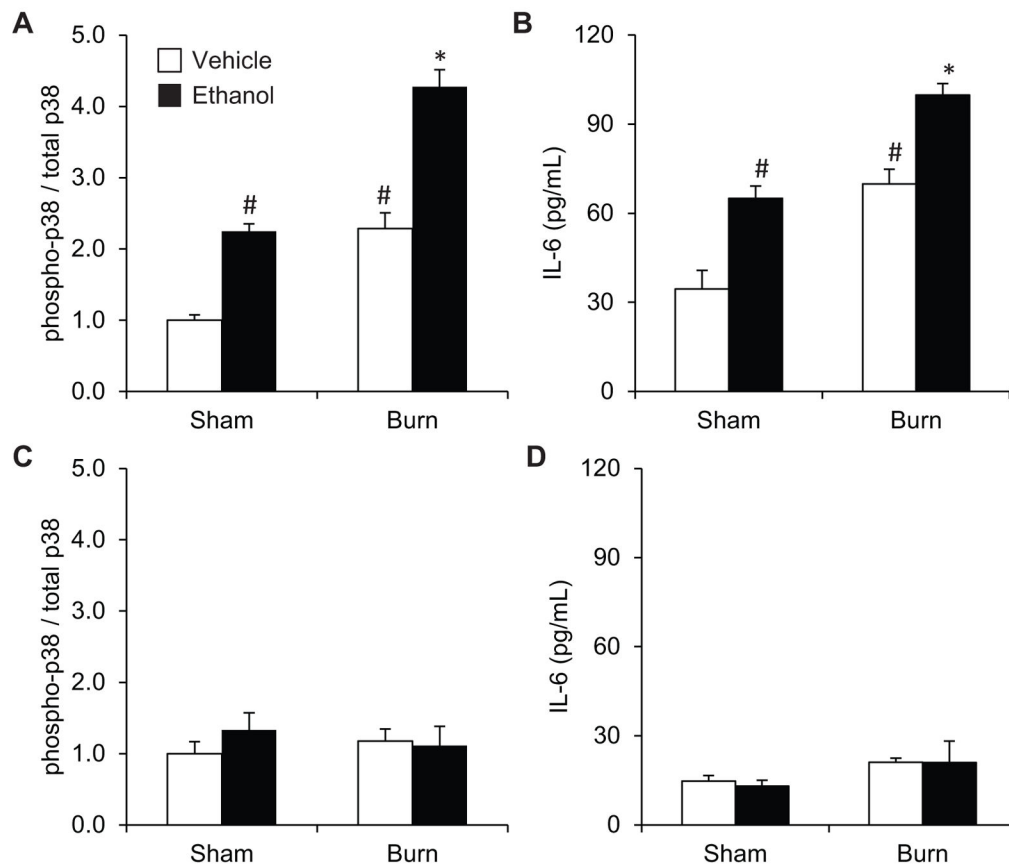 A
phospho-p38 / total p38
5.0
4.0
3.0
2.0
1.0
0.0
Vehicle
Ethanol
#
#
*
Sham
Burn
B
IL-6 (pg/mL)
120
90
60
30
0
#
#
*
Sham
Burn
C
phospho-p38 / total p38
5.0
4.0
3.0
2.0
1.0
0.0
Sham
Burn
D
IL-6 (pg/mL)
120
90
60
30
0
Sham
Burn